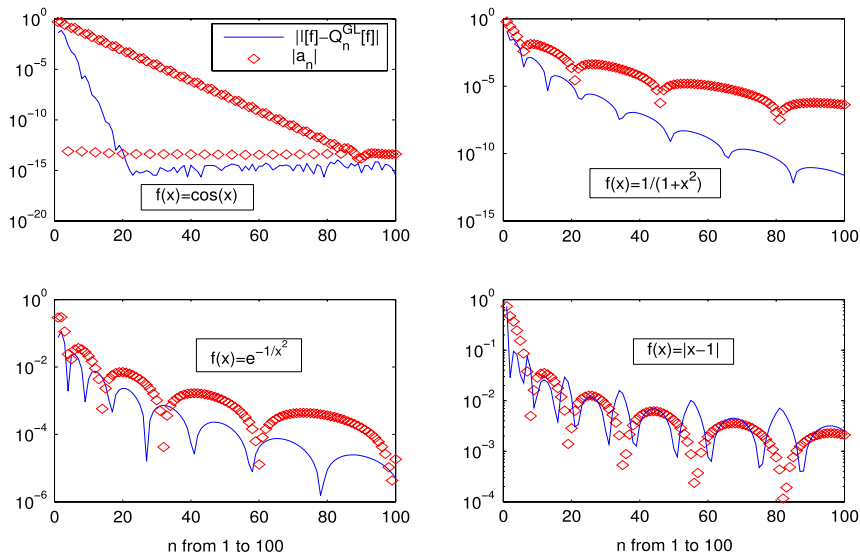 10^0
10^-5
10^-10
10^-15
10^-20
0 20 40 60 80 100
|I[f]−Q_n^GL[f]|
|a_n|
f(x)=cos(x)
10^0
10^-5
10^-10
10^-15
0 20 40 60 80 100
f(x)=1/(1+x^2)
10^0
10^-2
10^-4
10^-6
0 20 40 60 80 100
f(x)=e^-1/x^2
n from 1 to 100
10^0
10^-1
10^-2
10^-3
10^-4
0 20 40 60 80 100
f(x)=|x−1|
n from 1 to 100